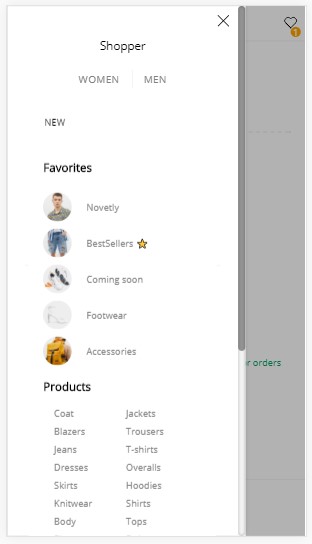 Shopper
WOMEN MEN
1
NEW
Favorites
Novetly
BestSellers
Coming soon
Footwear
Accessories
orders
Products
Coat Jackets
Blazers Trousers
Jeans T-shirts
Dresses Overalls
Skirts Hoodies
Knitwear Shirts
Body Tops